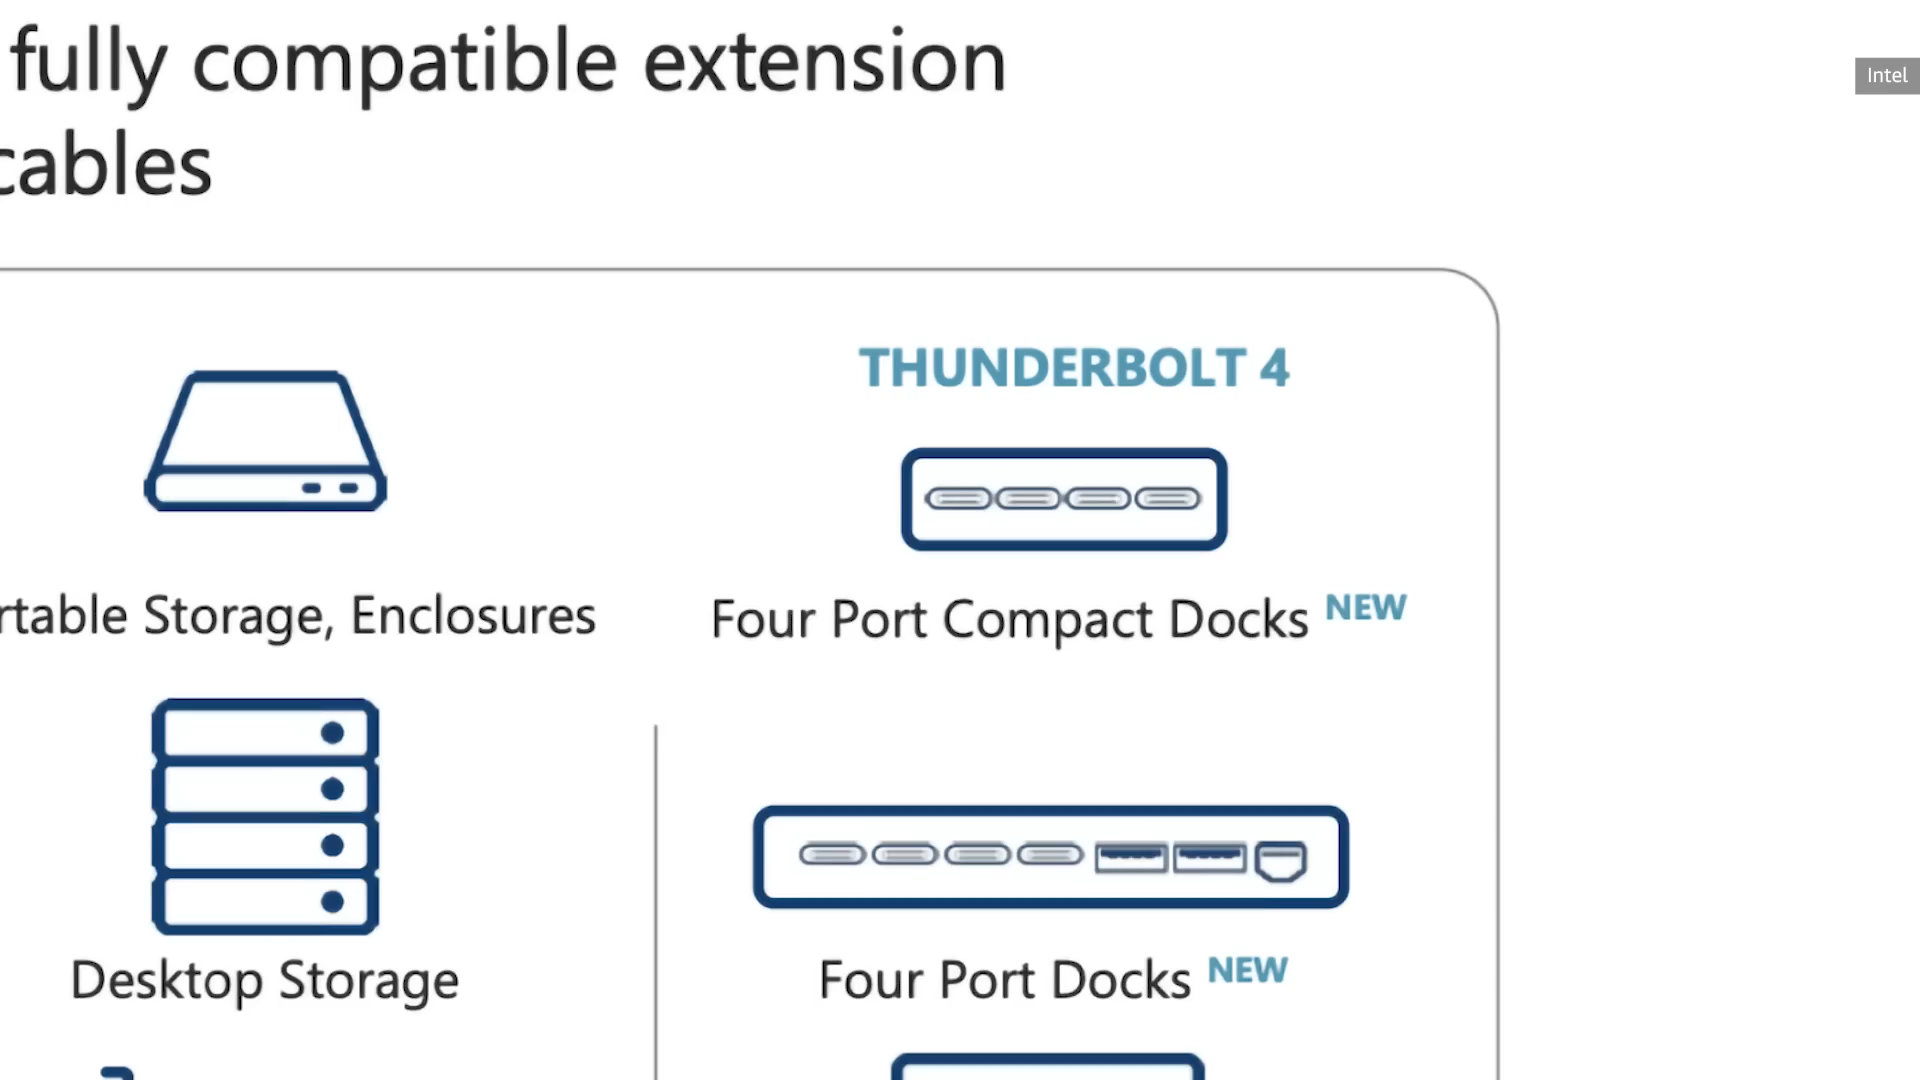 fully compatible extension
cables
Intel
THUNDERBOLT 4
Storage, Enclosures
Four Port Compact Docks NEW
Desktop Storage
Four Port Docks NEW